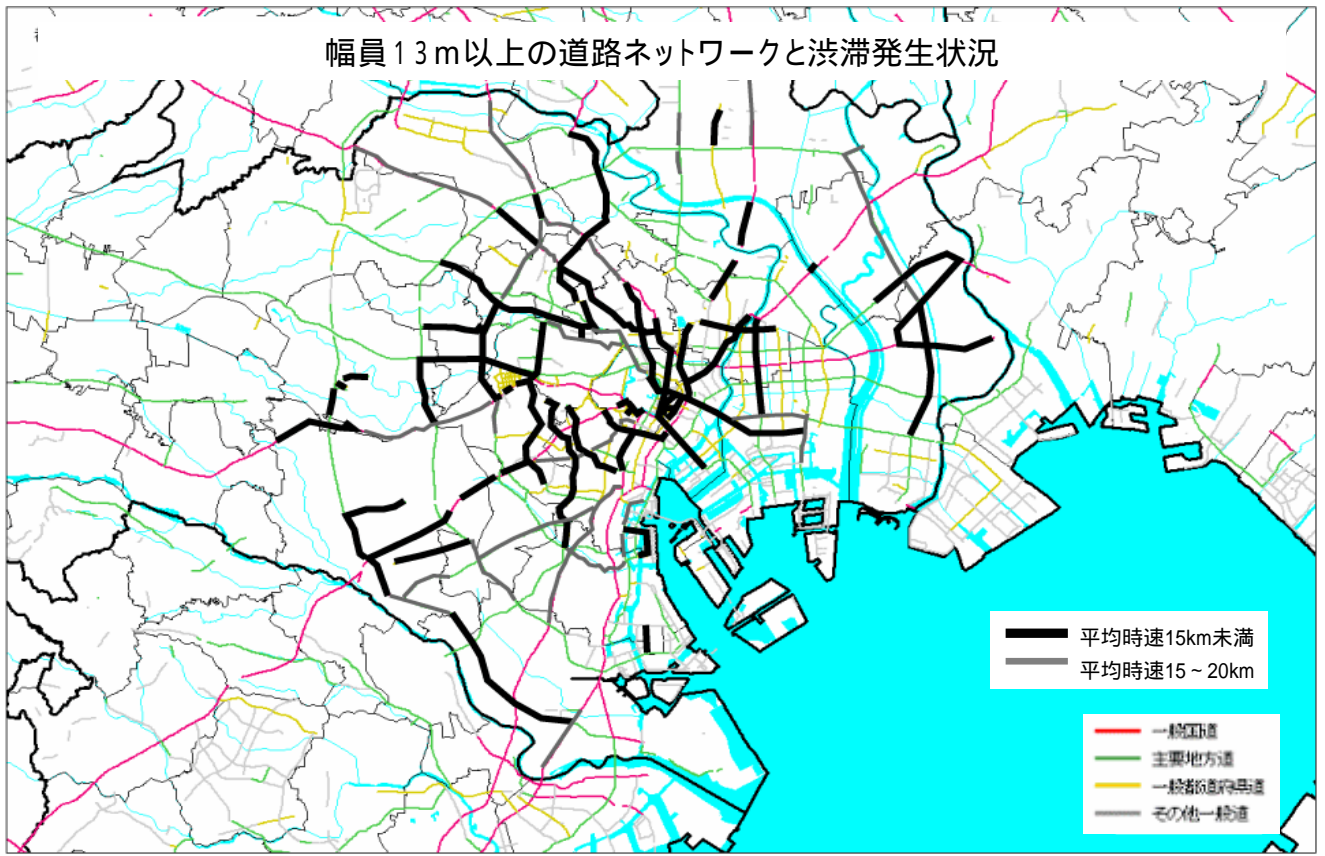 幅員13m以上の道路ネットワークと渋滞発生状況
平均時速15km未満
平均時速15~20km
一般国道
主要地方道
一般都道府県道
その他一般道